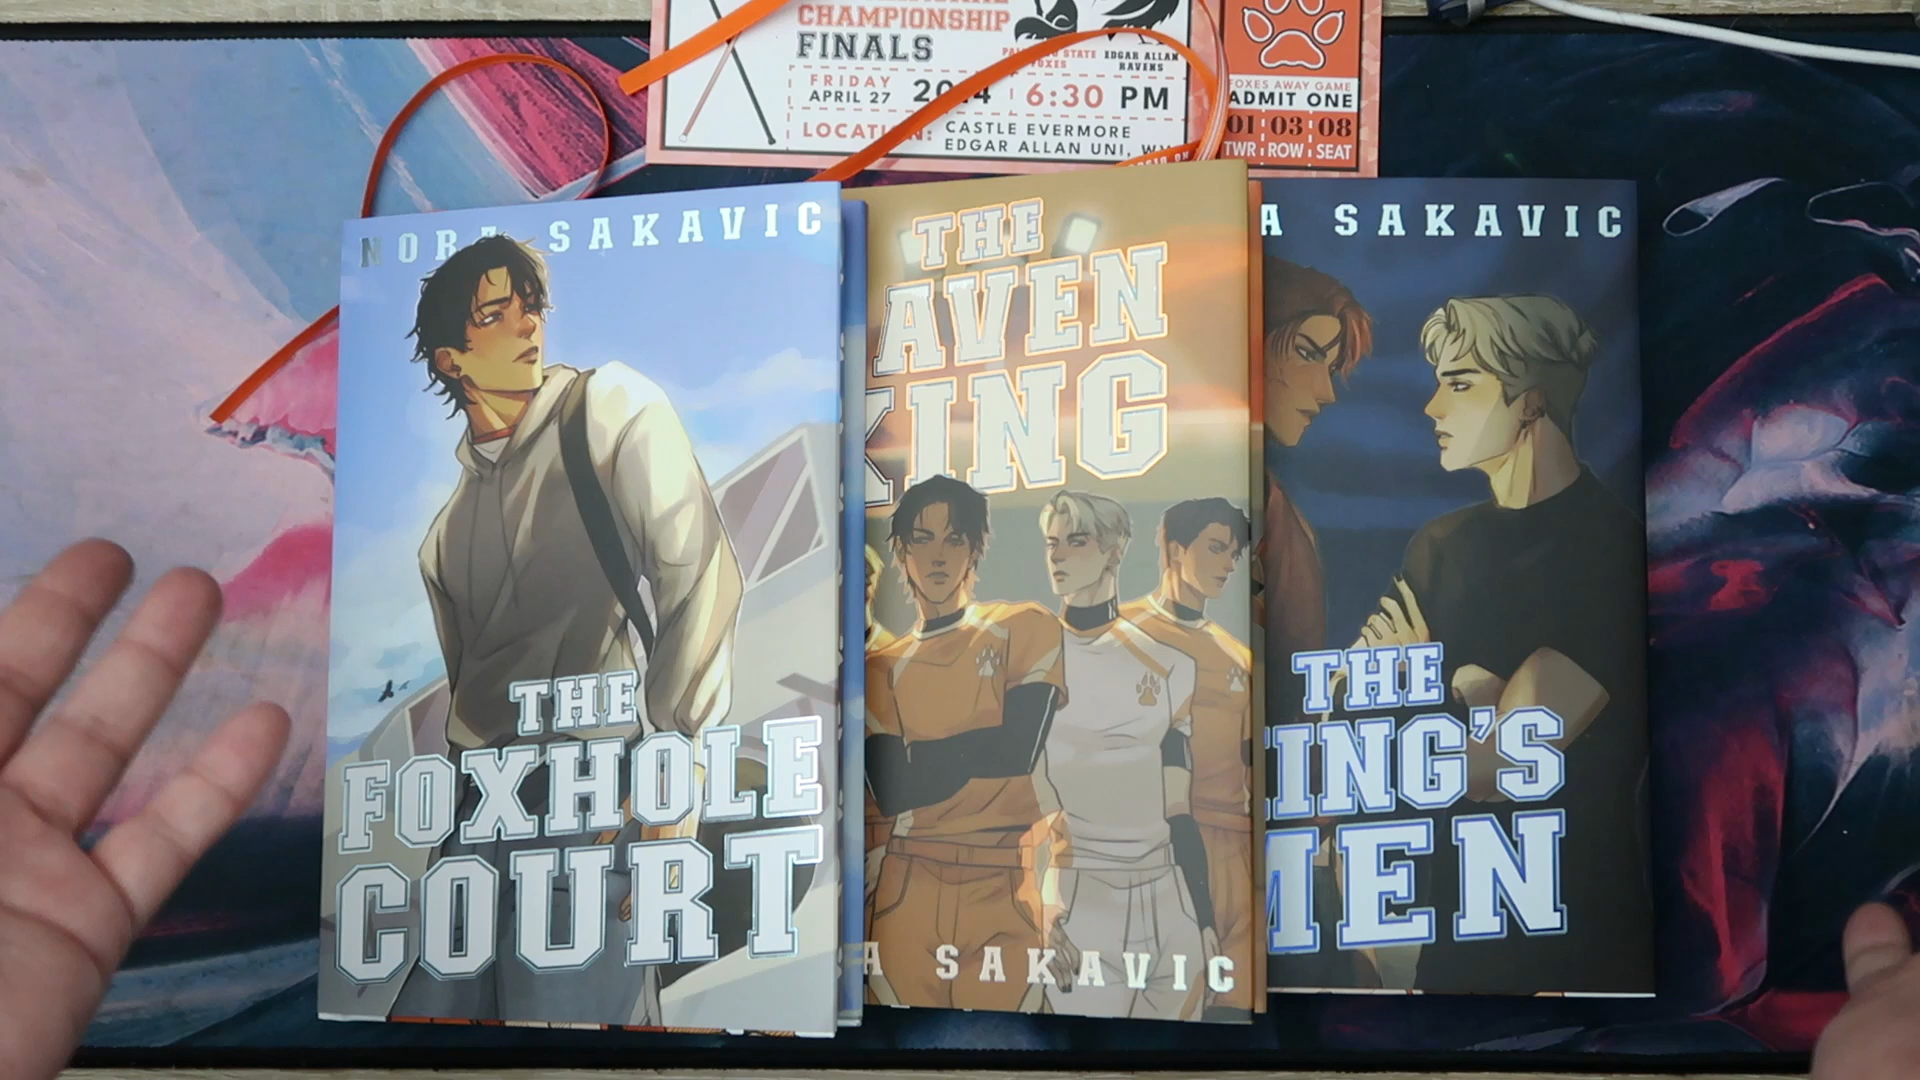 CHAMPIONSHIP
FINALS
STATE
EDGAR ALLAN
RAVENS
FRIDAY
APRIL 27
6:30 PM
CASTLE EVERMORE
EDGAR ALLAN UNI,
FOXES AWAY GAME
ADMIT ONE
01 03 08
TWR ROW SEAT
NORA SAKAVIC
THE
FOXHOLE
COURT
THE
AVEN
KING
A SAKAVIC
A SAKAVIC
THE
ING'S
MEN